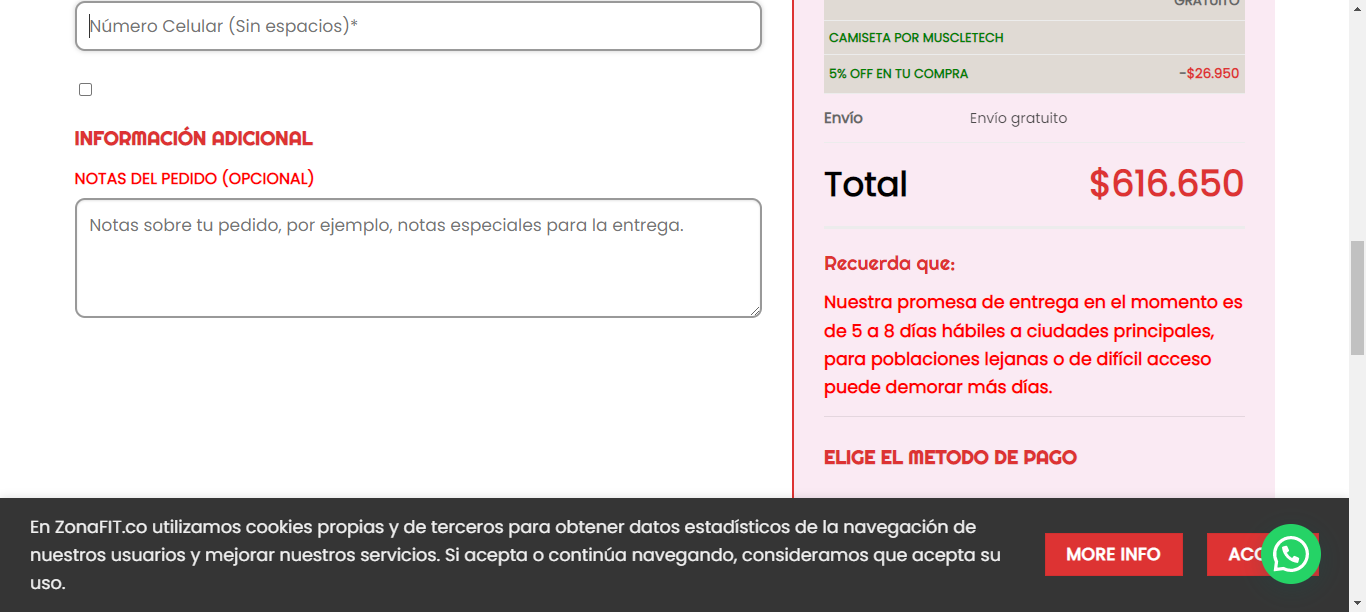 Número Celular (Sin espacios)*
INFORMACIÓN ADICIONAL
NOTAS DEL PEDIDO (OPCIONAL)
Notas sobre tu pedido, por ejemplo, notas especiales para la entrega.
GRATUITO
CAMISETA POR MUSCLETECH
5% OFF EN TU COMPRA -$26.950
Envío Envío gratuito
Total $616.650
Recuerda que:
Nuestra promesa de entrega en el momento es
de 5 a 8 días hábiles a ciudades principales,
para poblaciones lejanas o de difícil acceso
puede demorar más días.
ELIGE EL METODO DE PAGO
En ZonaFIT.co utilizamos cookies propias y de terceros para obtener datos estadísticos de la navegación de
nuestros usuarios y mejorar nuestros servicios. Si acepta o continúa navegando, consideramos que acepta su
uso.
MORE INFO